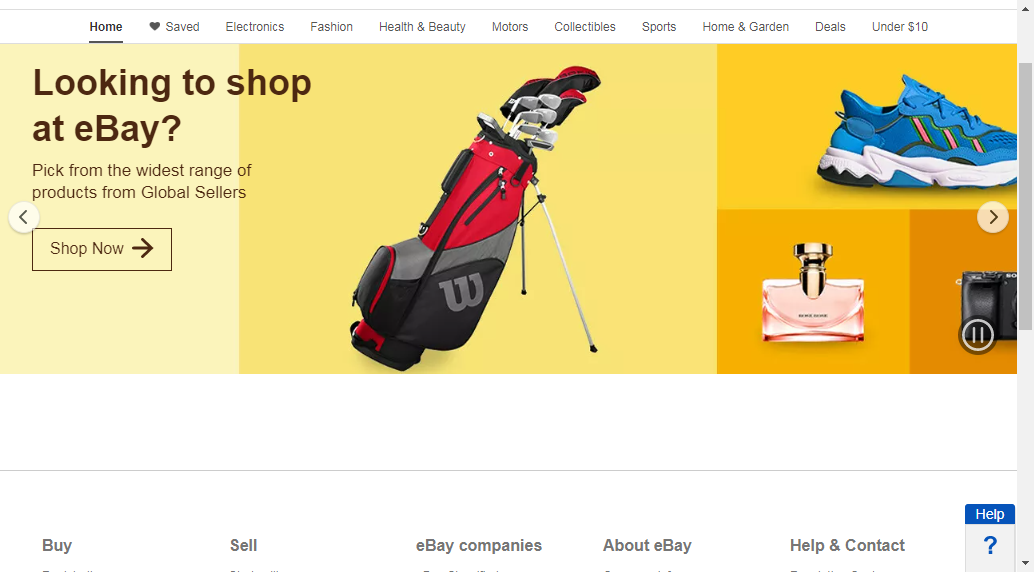 Home Saved Electronics Fashion Health & Beauty Motors Collectibles Sports Home & Garden Deals Under $10
Looking to shop
at eBay?
Pick from the widest range of
products from Global Sellers
Shop Now
W
Help
?
Buy Sell eBay companies About eBay Help & Contact